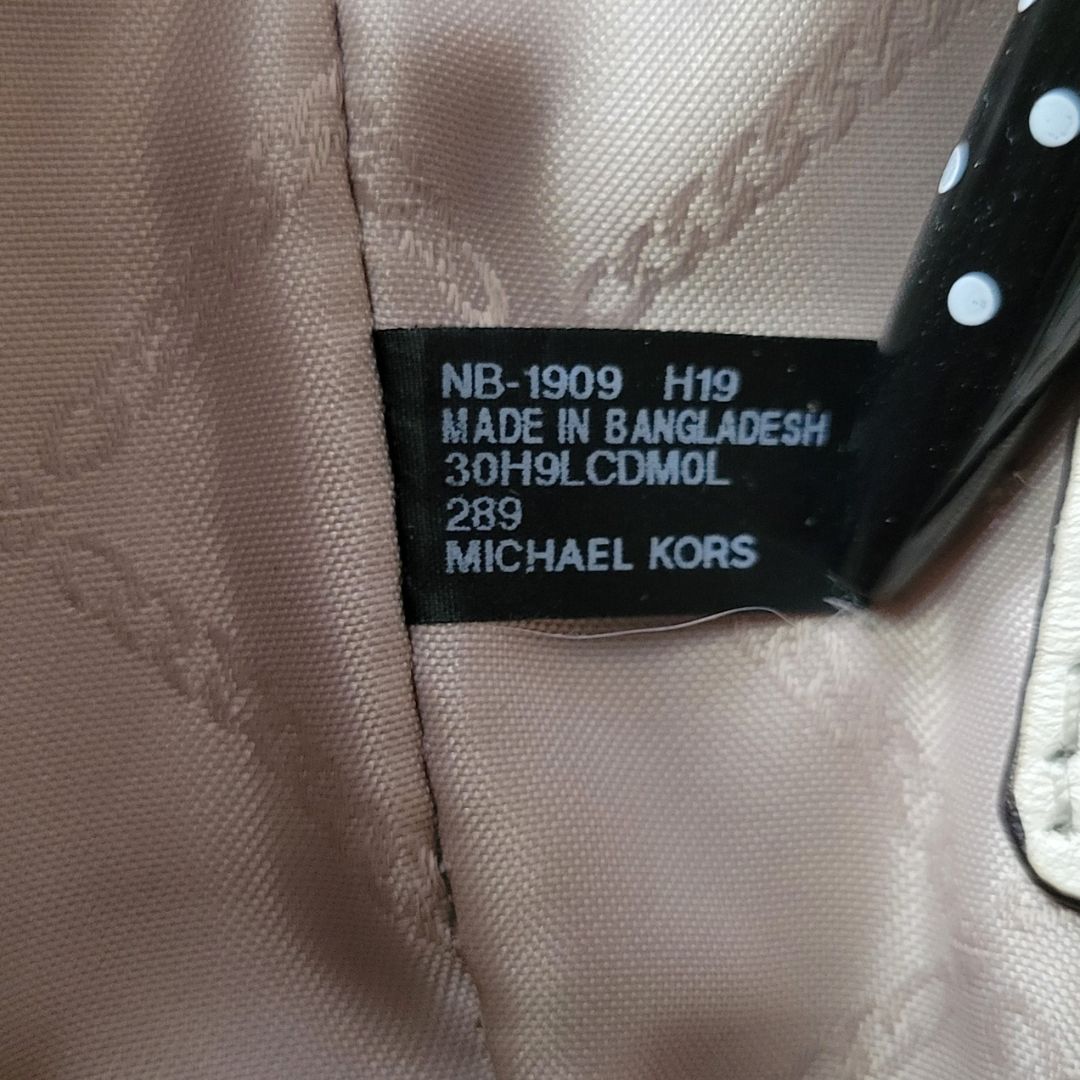 NB-1909 H19
MADE IN BANGLADESH
30H9LCDM0L
289
MICHAEL KORS